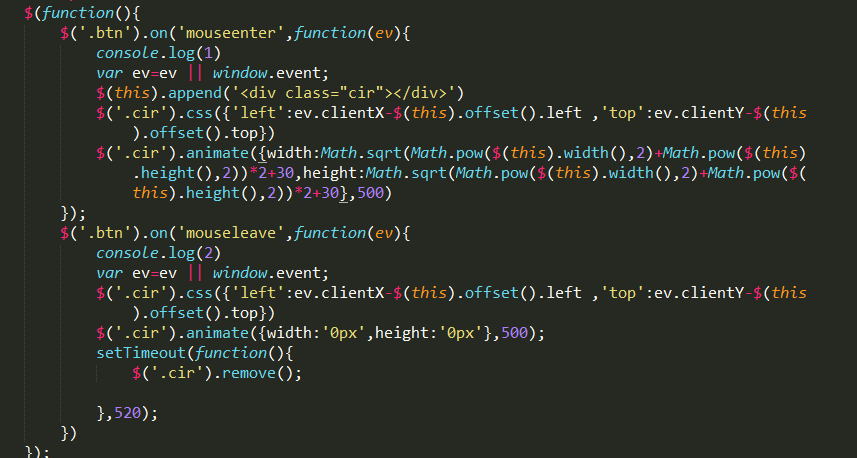 $(function(){
$('.btn').on('mouseenter',function(ev){
console.log(1)
var ev=ev || window.event;
$(this).append('<div class="cir"></div>')
$('.cir').css({'left':ev.clientX-$(this).offset().left ,'top':ev.clientY-$(this
).offset().top})
$('.cir').animate({width:Math.sqrt(Math.pow($(this).width(),2)+Math.pow($(this)
.height(),2))*2+30,height:Math.sqrt(Math.pow($(this).width(),2)+Math.pow($(
this).height(),2))*2+30},500)
});
$('.btn').on('mouseleave',function(ev){
console.log(2)
var ev=ev || window.event;
$('.cir').css({'left':ev.clientX-$(this).offset().left ,'top':ev.clientY-$(this
).offset().top})
$('.cir').animate({width:'0px',height:'0px'},500);
setTimeout(function(){
$('.cir').remove();
},520);
})
});